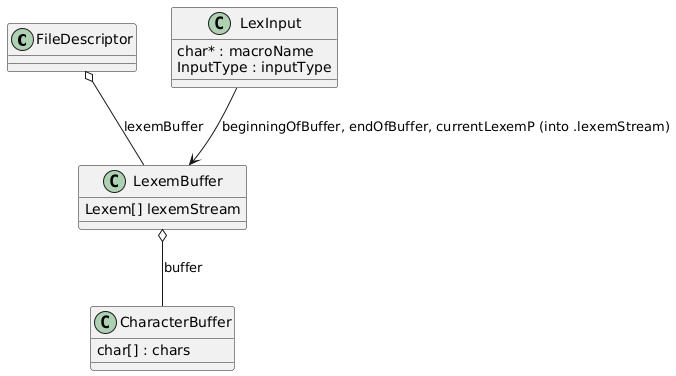 C FileDescriptor
C LexInput
char* : macroName
InputType : inputType
lexemBuffer
beginningOfBuffer, endOfBuffer, currentLexemP (into .lexemStream)
C LexemBuffer
Lexem[] lexemStream
buffer
C CharacterBuffer
char[] : chars